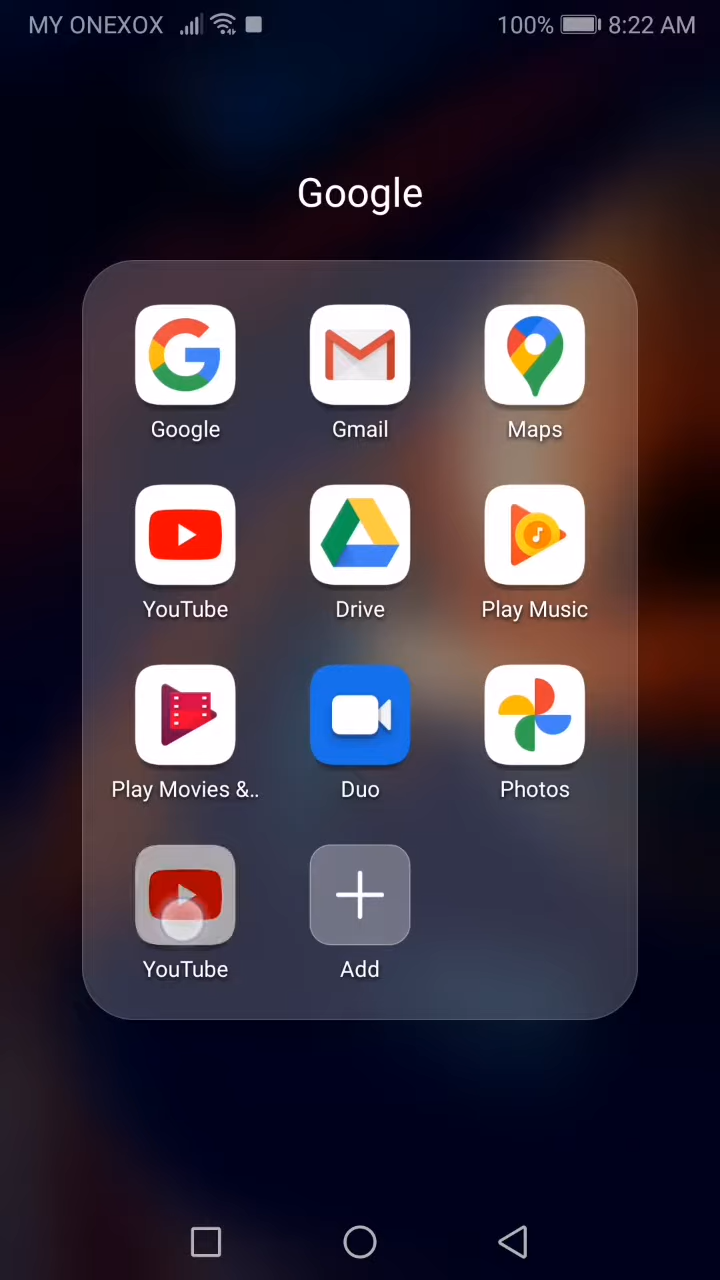 MY ONEXOX 100% 8:22 AM
Google
Google Gmail Maps
YouTube Drive Play Music
Play Movies &.. Duo Photos
YouTube Add